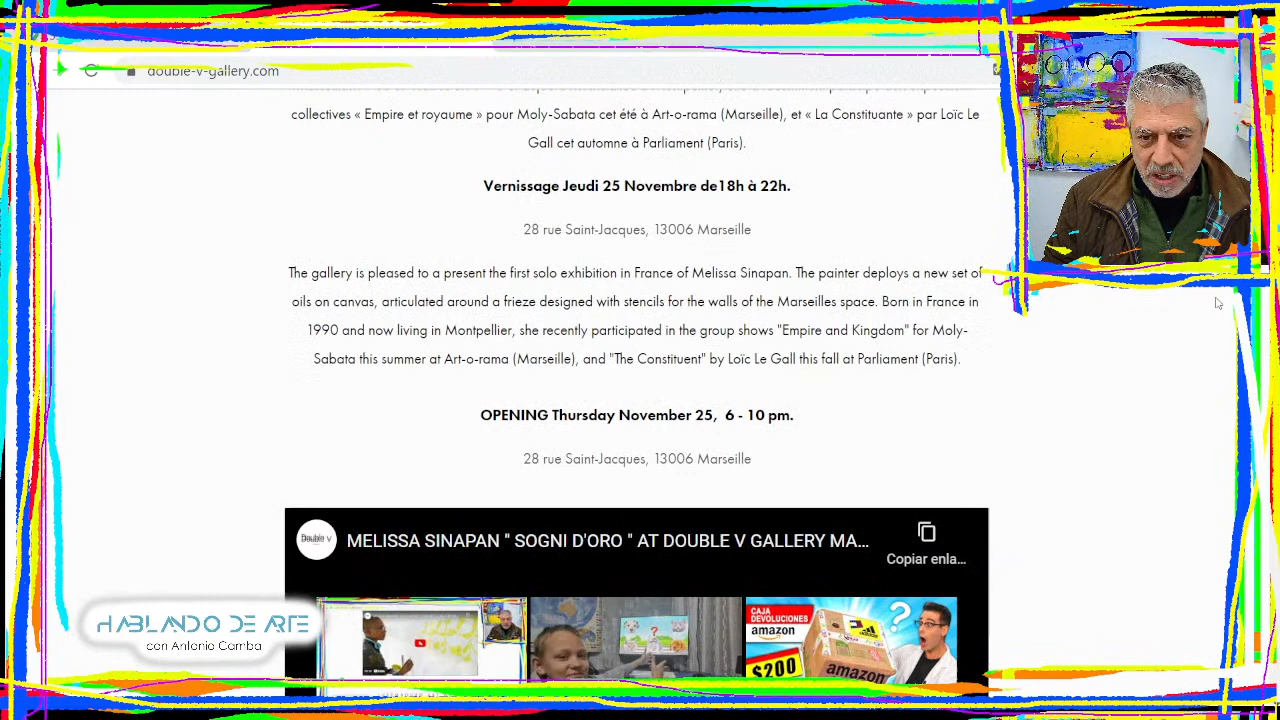 double-v-gallery.com
collectives « Empire et royaume » pour Moly-Sabata cet été à Art-o-rama (Marseille), et « La Constituante » par Loïc Le
Gall cet automne à Parliament (Paris).
Vernissage Jeudi 25 Novembre de18h à 22h.
28 rue Saint-Jacques, 13006 Marseille
The gallery is pleased to a present the first solo exhibition in France of Melissa Sinapan. The painter deploys a new set of
oils on canvas, articulated around a frieze designed with stencils for the walls of the Marseilles space. Born in France in
1990 and now living in Montpellier, she recently participated in the group shows "Empire and Kingdom" for Moly-
Sabata this summer at Art-o-rama (Marseille), and "The Constituent" by Loïc Le Gall this fall at Parliament (Paris).
OPENING Thursday November 25, 6 - 10 pm.
28 rue Saint-Jacques, 13006 Marseille
Double V
MELISSA SINAPAN " SOGNI D'ORO " AT DOUBLE V GALLERY MA...
Copiar enla...
CAJA
DEVOLUCIONES
amazon
$200
amazon
HABLANDO DE ARTE
con Antonio Camba